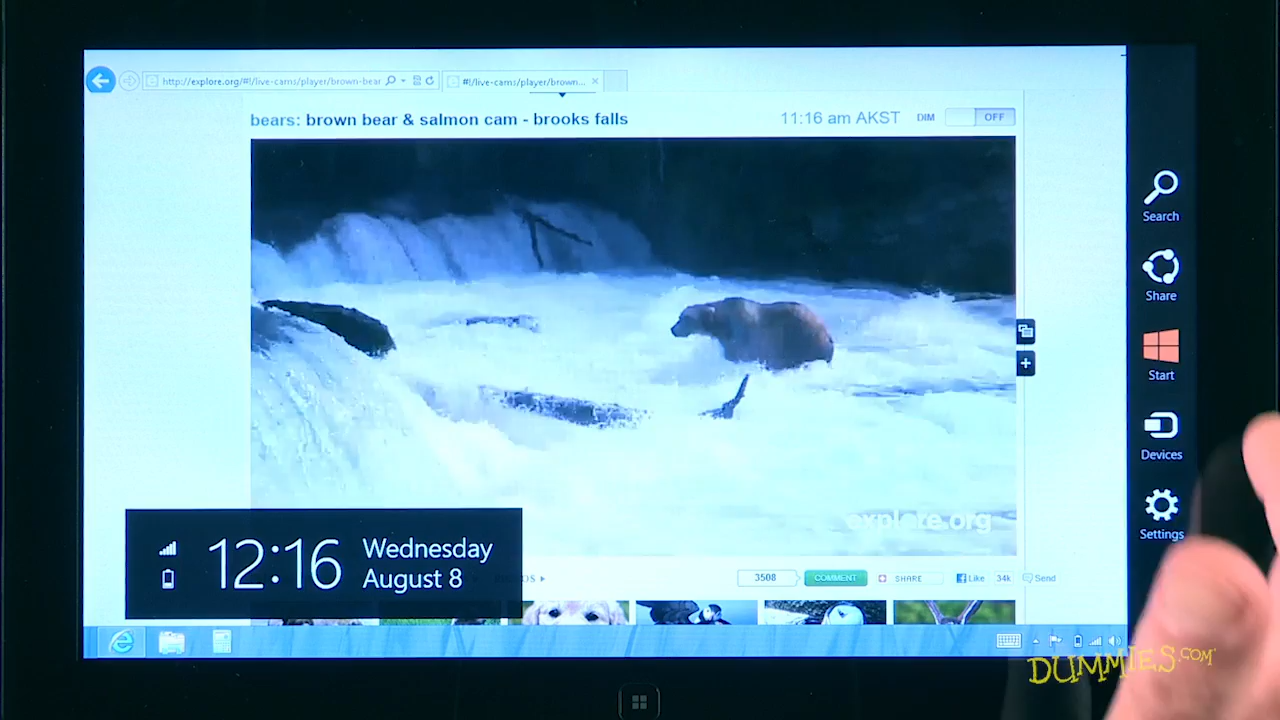 http://explore.org/#!/live-cams/player/brown-bear
#!/live-cams/player/brown...
bears: brown bear & salmon cam - brooks falls
11:16 am AKST
DIM
OFF
Search
Share
Start
Devices
Settings
explore.org
12:16
Wednesday
August 8
3508
COMMENT
SHARE
Like
34k
Send
DUMMIES.COM